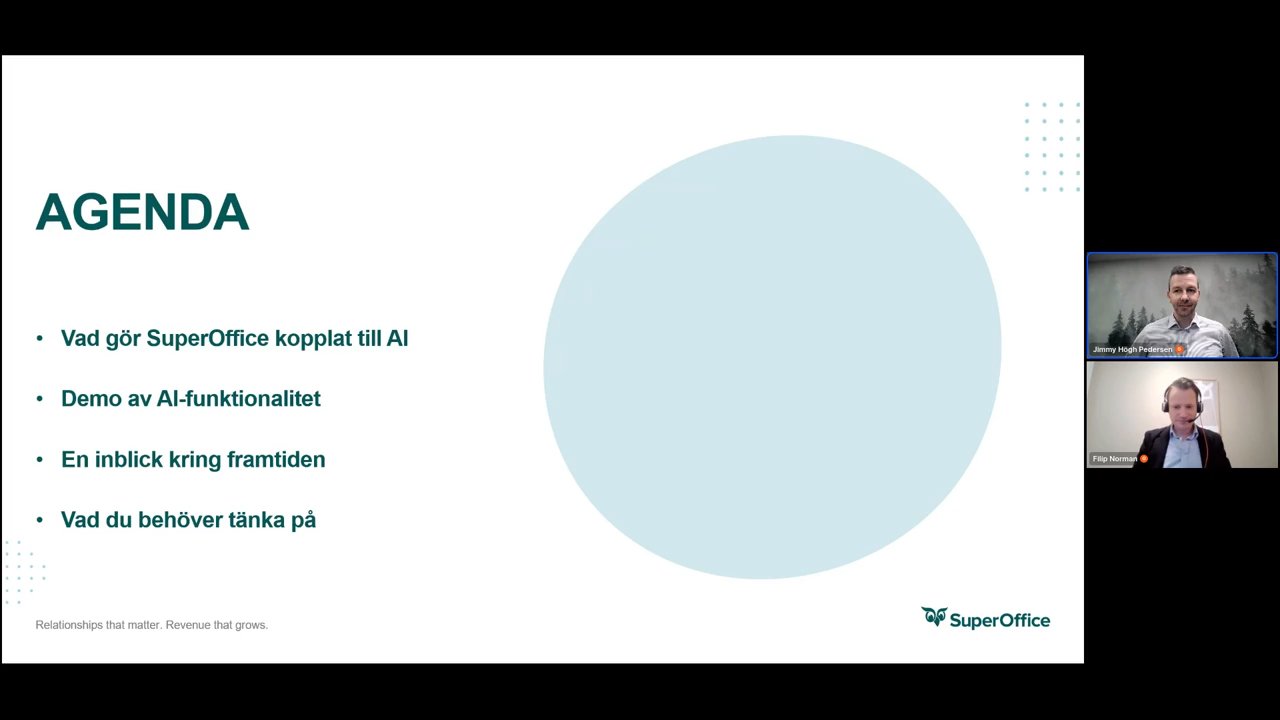 AGENDA
• Vad gör SuperOffice kopplat till AI
• Demo av AI-funktionalitet
• En inblick kring framtiden
• Vad du behöver tänka på
Relationships that matter. Revenue that grows.
SuperOffice
Jimmy Högh Pedersen
Filip Norman